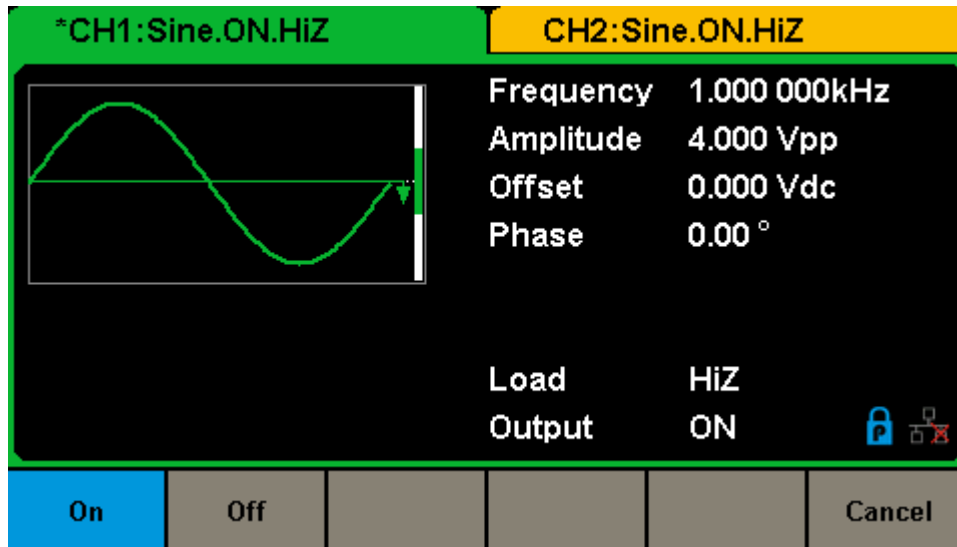 *CH1:Sine.ON.HiZ
CH2:Sine.ON.HiZ
Frequency 1.000 000kHz
Amplitude 4.000 Vpp
Offset 0.000 Vdc
Phase 0.00 °
Load HiZ
Output ON P
On Off Cancel